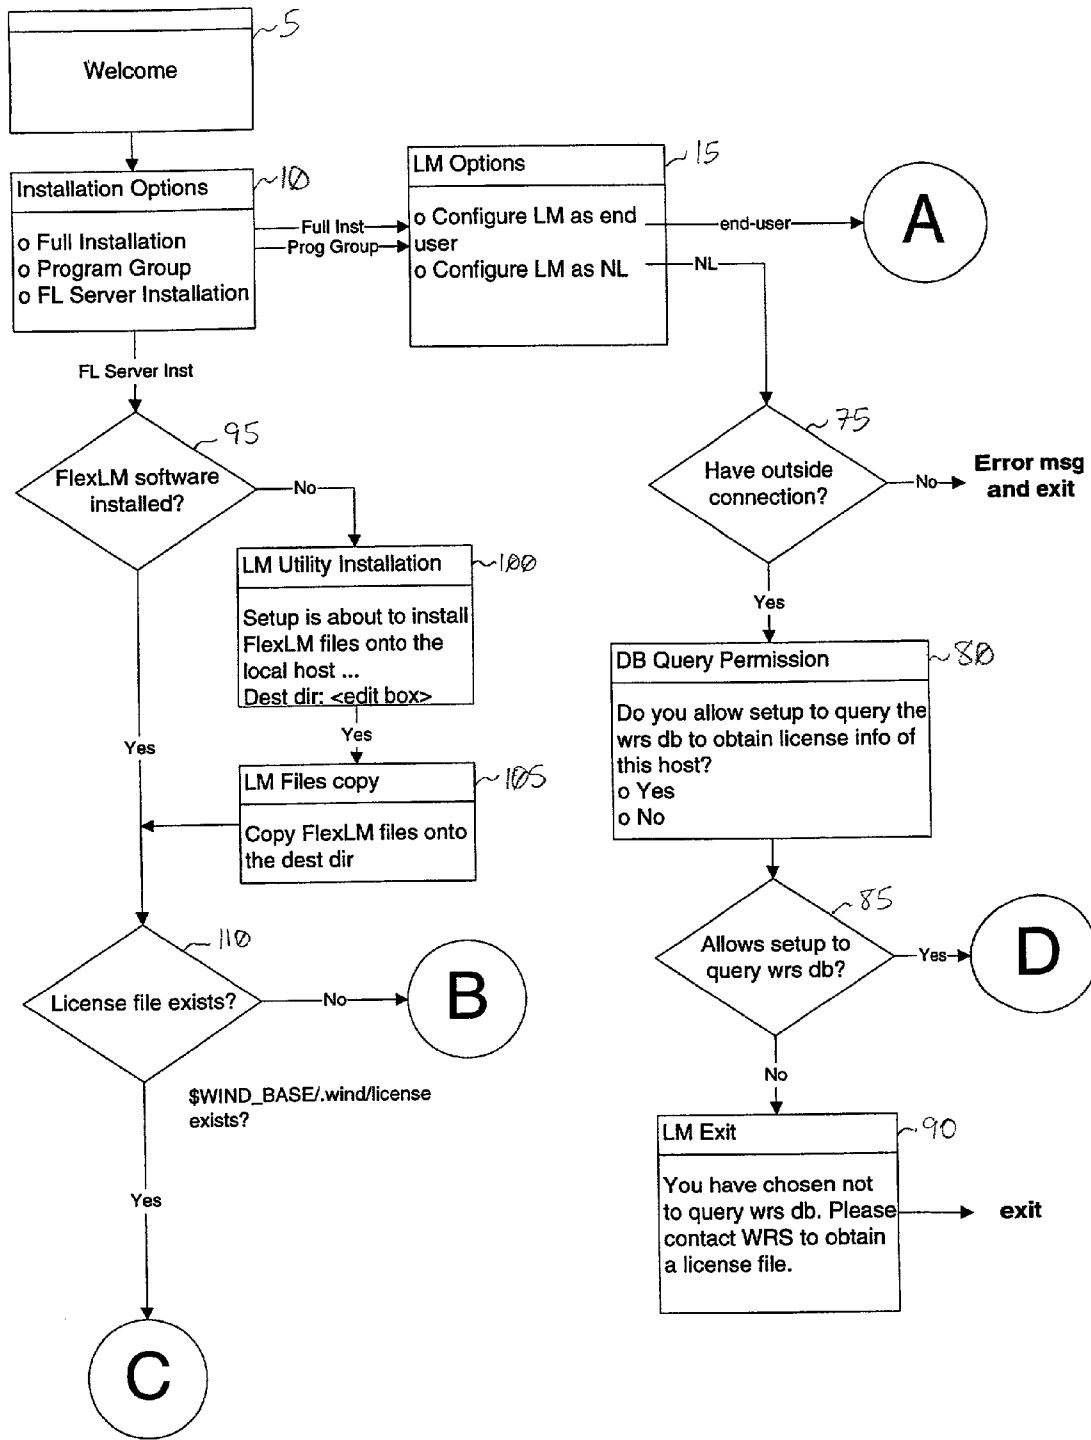 5
Welcome
Installation Options
10
o Full Installation
o Program Group
o FL Server Installation
Full Inst
Prog Group
LM Options
15
o Configure LM as end
user
o Configure LM as NL
end-user
A
NL
FL Server Inst
95
FlexLM software
installed?
No
75
Have outside
connection?
No
Error msg
and exit
LM Utility Installation
100
Setup is about to install
FlexLM files onto the
local host ...
Dest dir: <edit box>
Yes
Yes
LM Files copy
105
Copy FlexLM files onto
the dest dir
Yes
DB Query Permission
80
Do you allow setup to query the
wrs db to obtain license info of
this host?
o Yes
o No
110
License file exists?
No
B
$WIND_BASE/.wind/license
exists?
Yes
C
85
Allows setup to
query wrs db?
Yes
D
No
LM Exit
90
You have chosen not
to query wrs db. Please
contact WRS to obtain
a license file.
exit